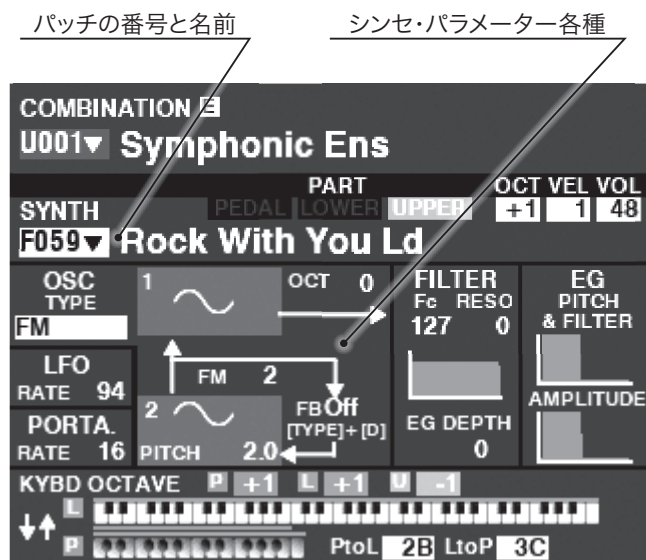 パッチの番号と名前
シンセ・パラメーター各種
COMBINATION E
U001▼ Symphonic Ens
PART OCT VEL VOL
SYNTH PEDAL LOWER UPPER +1 1 48
F059▼ Rock With You Ld
OSC
TYPE
FM
LFO
RATE 94
PORTA.
RATE 16
1 OCT 0
FM 2
2 FB Off
[TYPE]+[D]
PITCH 2.0
FILTER
Fc RESO
127 0
EG DEPTH
0
EG
PITCH
& FILTER
AMPLITUDE
KYBD OCTAVE P +1 L +1 U -1
L
P PtoL 2B LtoP 3C